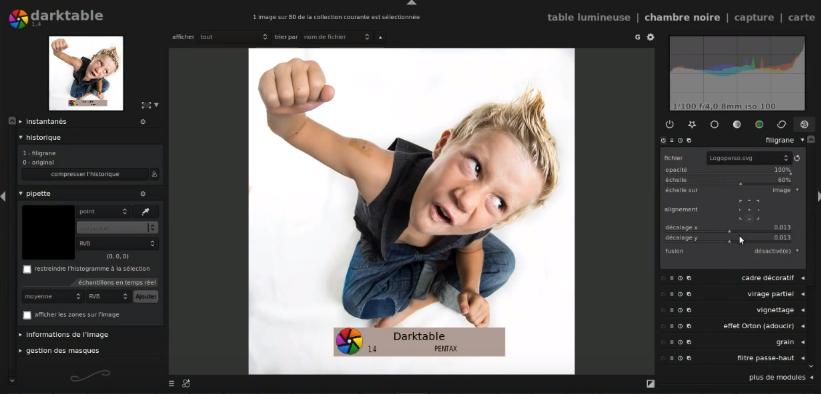 darktable
1.4
1 image sur 80 de la collection courante est sélectionnée
table lumineuse | chambre noire | capture | carte
afficher tout trier par nom de fichier
G
1/100 f/4,0 8mm iso 100
instantanés
historique
1 - filigrane
0 - original
compresser l'historique
pipette
point
RVB
(0, 0, 0)
restreindre l'histogramme à la sélection
échantillons en temps réel
moyenne RVB Ajouter
afficher les zones sur l'image
informations de l'image
gestion des masques
filigrane
fichier Logoperso.svg
opacité 100%
échelle 60%
échelle sur image
alignement
décalage x 0.013
décalage y 0.013
fusion désactivé(e)
cadre décoratif
virage partiel
vignettage
effet Orton (adoucir)
grain
filtre passe-haut
plus de modules
Darktable
1.4 PENTAX